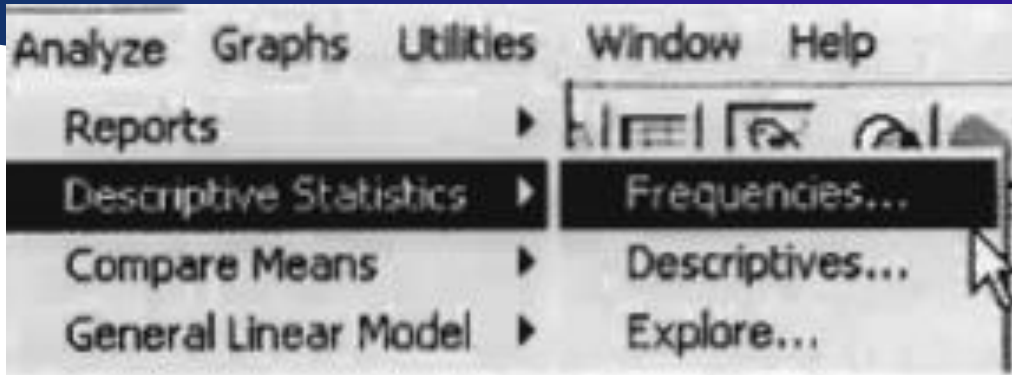 Analyze Graphs Utilities Window Help
Reports
Descriptive Statistics Frequencies...
Compare Means Descriptives...
General Linear Model Explore...